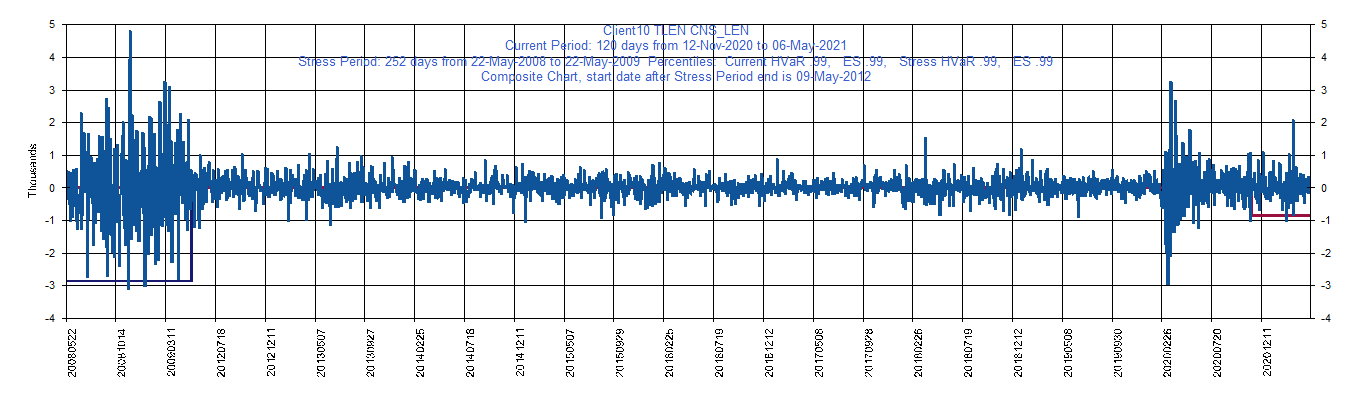 Client10 TLEN CNS_LEN
Current Period: 120 days from 12-Nov-2020 to 06-May-2021
Stress Period: 252 days from 22-May-2008 to 22-May-2009 Percentiles: Current HVaR .99, ES .99, Stress HVaR .99, ES .99
Composite Chart, start date after Stress Period end is 09-May-2012
5 5
4 4
3 3
2 2
1 1
0 0
-1 -1
-2 -2
-3 -3
-4 -4
Thousands
20080522 20081014 20090311 20120718 20121211 20130507 20130927 20140225 20140718 20141211 20150507 20150929 20160225 20160719 20161212 20170508 20170928 20180226 20180719 20181212 20190508 20190930 20200226 20200720 20201211